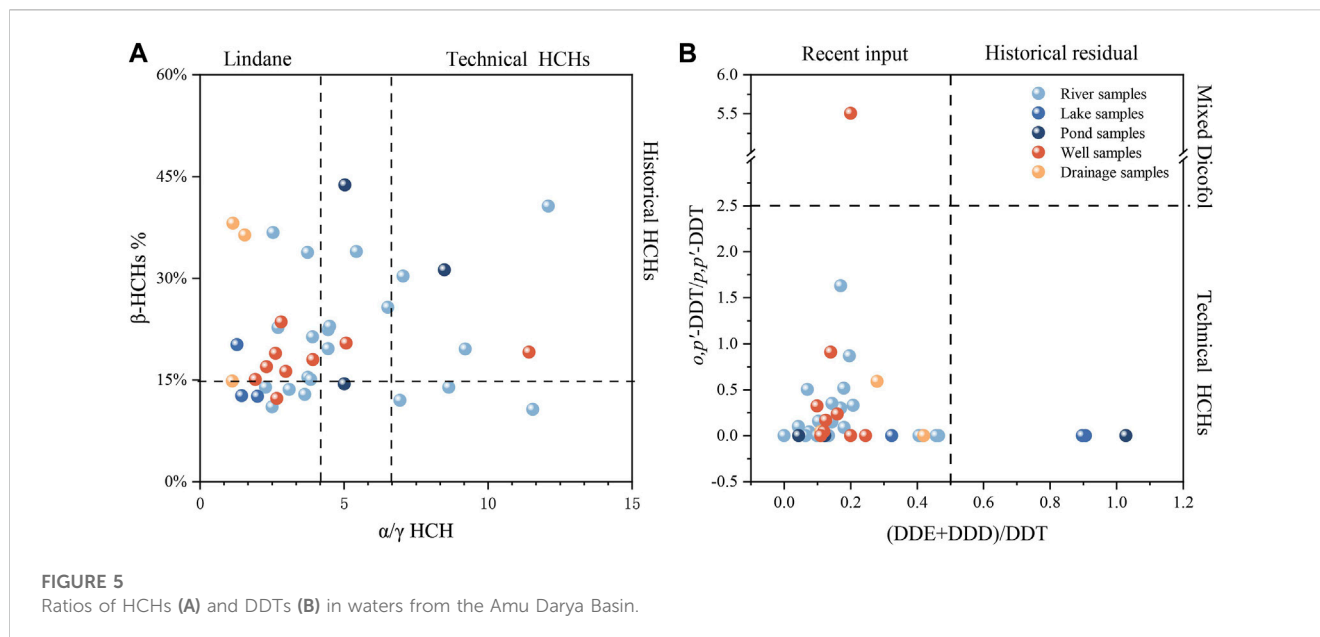 A
Lindane
Technical HCHs
60%
45%
30%
15%
0%
β-HCHs %
0
5
10
15
α/γ HCH
Historical HCHs
B
Recent input
Historical residual
6.0
5.5
2.5
2.0
1.5
1.0
0.5
0.0
-0.5
o,p'-DDT/p,p'-DDT
River samples
Lake samples
Pond samples
Well samples
Drainage samples
0.0
0.2
0.4
0.6
0.8
1.0
1.2
(DDE+DDD)/DDT
Mixed Dicofol
Technical HCHs
FIGURE 5
Ratios of HCHs (A) and DDTs (B) in waters from the Amu Darya Basin.